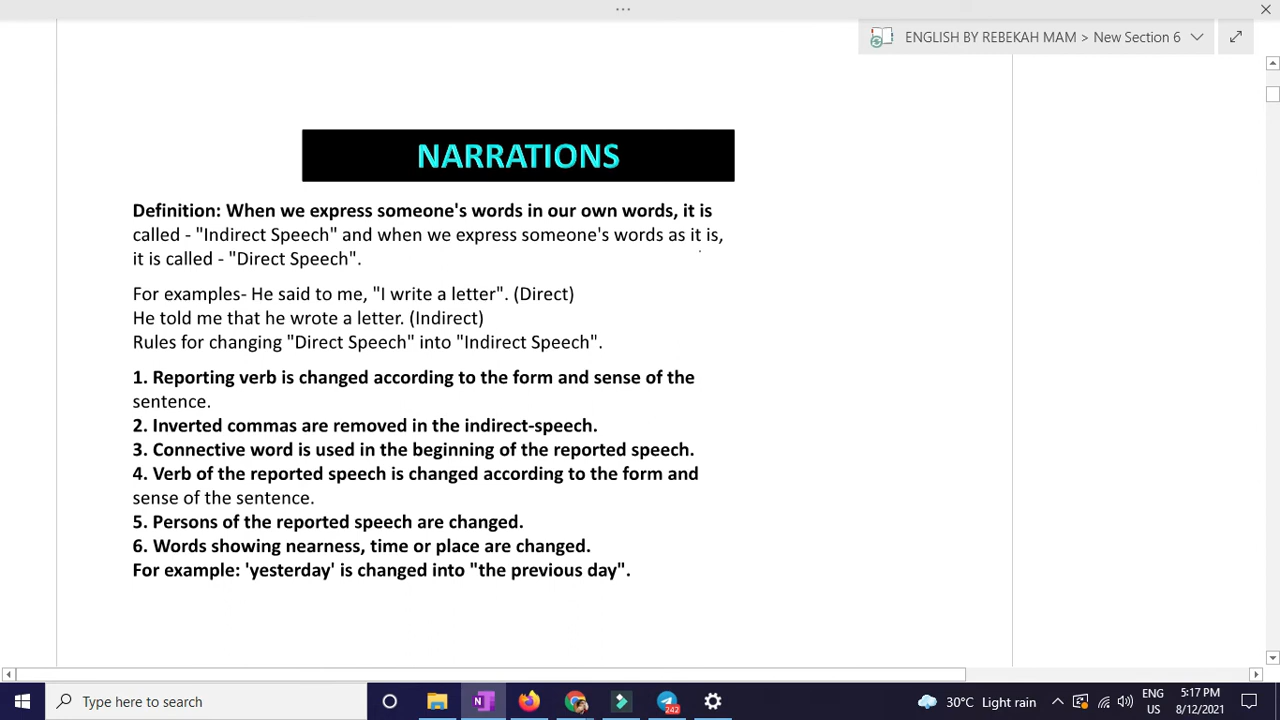 ENGLISH BY REBEKAH MAM > New Section 6
NARRATIONS
Definition: When we express someone's words in our own words, it is
called - "Indirect Speech" and when we express someone's words as it is,
it is called - "Direct Speech".
For examples- He said to me, "I write a letter". (Direct)
He told me that he wrote a letter. (Indirect)
Rules for changing "Direct Speech" into "Indirect Speech".
1. Reporting verb is changed according to the form and sense of the
sentence.
2. Inverted commas are removed in the indirect-speech.
3. Connective word is used in the beginning of the reported speech.
4. Verb of the reported speech is changed according to the form and
sense of the sentence.
5. Persons of the reported speech are changed.
6. Words showing nearness, time or place are changed.
For example: 'yesterday' is changed into "the previous day".
Type here to search
242
30°C Light rain
ENG
US
5:17 PM
8/12/2021